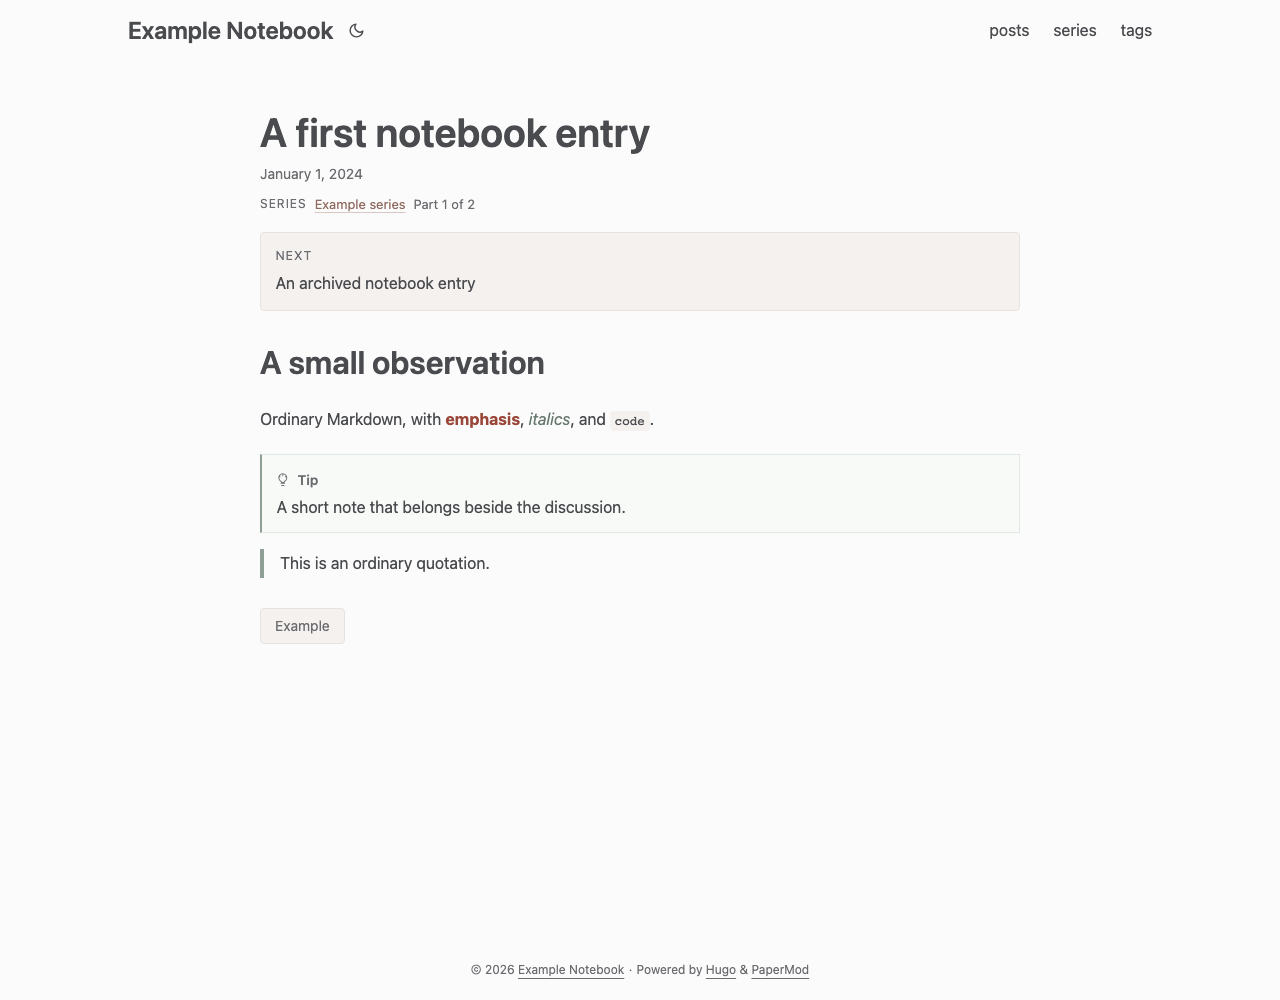 Example Notebook
posts series tags
A first notebook entry
January 1, 2024
SERIES Example series Part 1 of 2
NEXT
An archived notebook entry
A small observation
Ordinary Markdown, with emphasis, italics, and code.
Tip
A short note that belongs beside the discussion.
This is an ordinary quotation.
Example
© 2026 Example Notebook · Powered by Hugo & PaperMod